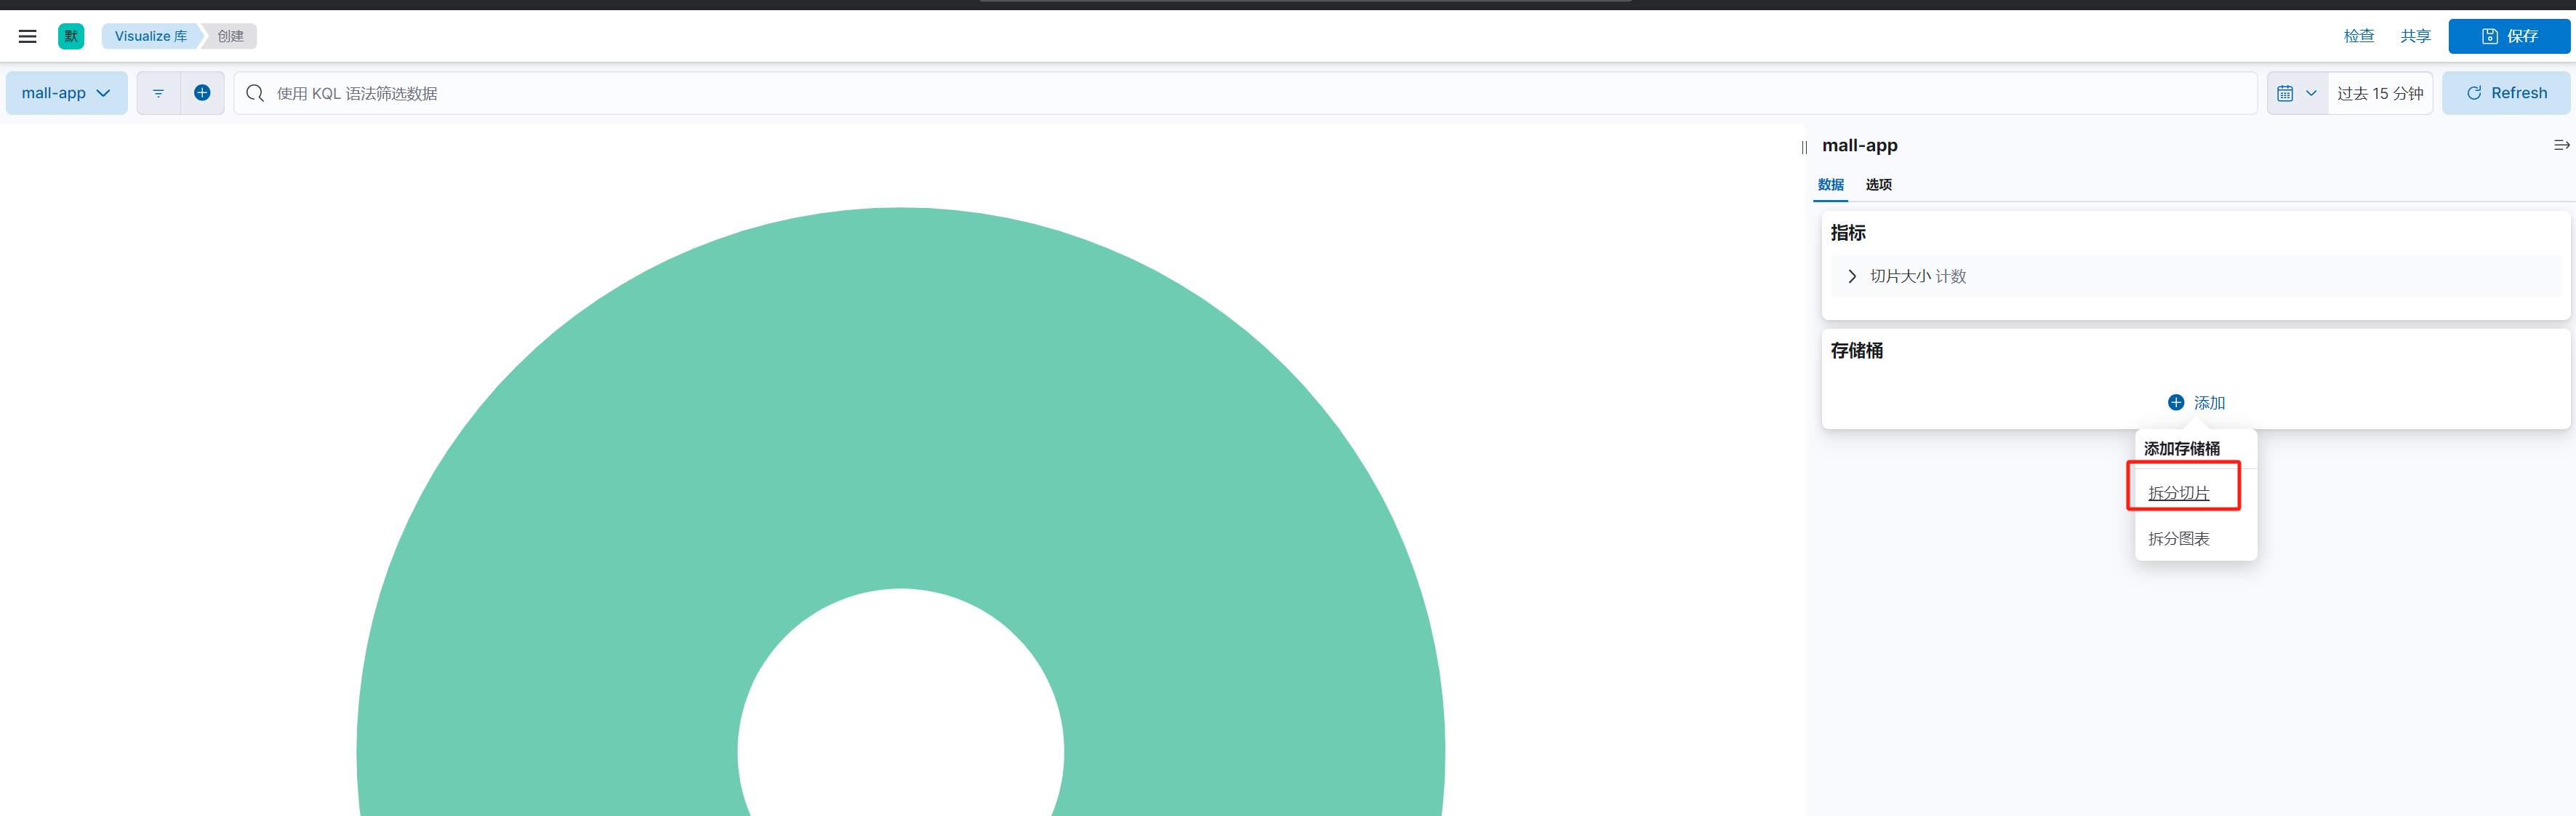 默 Visualize 库 创建 检查 共享 保存
mall-app 使用 KQL 语法筛选数据 过去 15 分钟 Refresh
mall-app
数据 选项
指标
切片大小 计数
存储桶
添加
添加存储桶
拆分切片
拆分图表